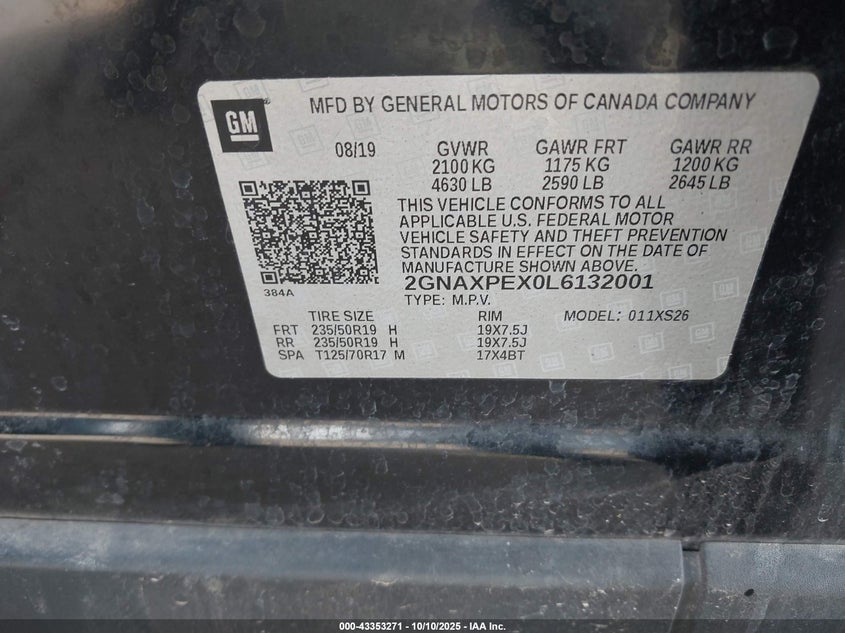 GM
MFD BY GENERAL MOTORS OF CANADA COMPANY
08/19 GVWR GAWR FRT GAWR RR
2100 KG 1175 KG 1200 KG
4630 LB 2590 LB 2645 LB
THIS VEHICLE CONFORMS TO ALL
APPLICABLE U.S. FEDERAL MOTOR
VEHICLE SAFETY AND THEFT PREVENTION
STANDARDS IN EFFECT ON THE DATE OF
MANUFACTURE SHOWN ABOVE.
384A
2GNAXPEX0L6132001
TYPE: M.P.V.
TIRE SIZE RIM MODEL: 011XS26
FRT 235/50R19 H 19X7.5J
RR 235/50R19 H 19X7.5J
SPA T125/70R17 M 17X4BT
000-43353271 - 10/10/2025 - IAA Inc.